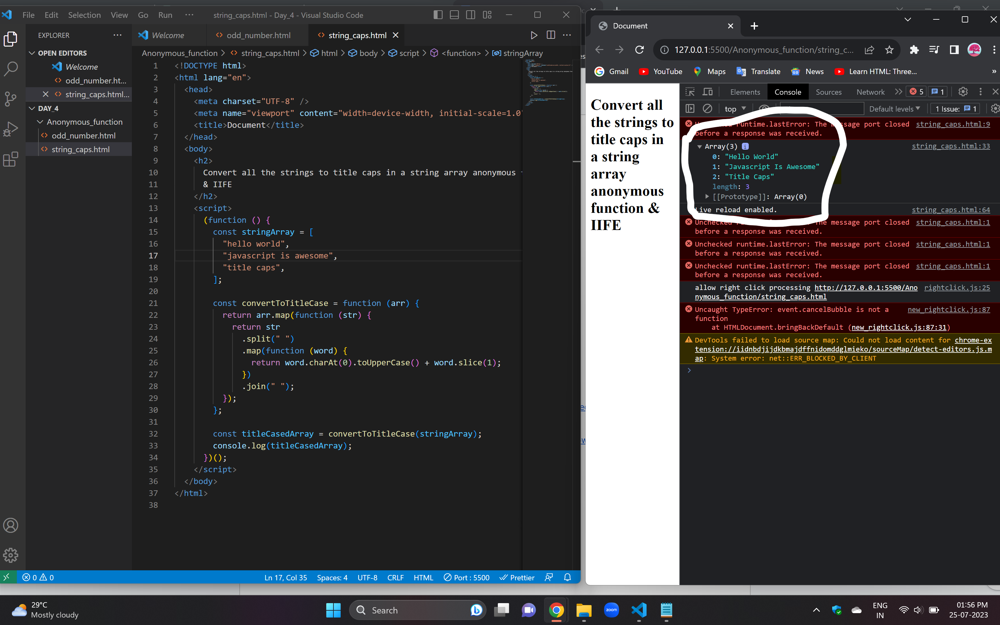 File Edit Selection View Go Run ··· string_caps.html - Day_4 - Visual Studio Code
EXPLORER ···
OPEN EDITORS
Welcome
odd_number.ht...
string_caps.html...
DAY_4
Anonymous_function
odd_number.html
string_caps.html
Welcome odd_number.html string_caps.html
Anonymous_function > string_caps.html > html > body > script > <function> > stringArray
1 <!DOCTYPE html>
2 <html lang="en">
3 <head>
4 <meta charset="UTF-8" />
5 <meta name="viewport" content="width=device-width, initial-scale=1.0"
6 <title>Document</title>
7 </head>
8 <body>
9 <h2>
10 Convert all the strings to title caps in a string array anonymous
11 & IIFE
12 </h2>
13 <script>
14 (function () {
15 const stringArray = [
16 "hello world",
17 "javascript is awesome",
18 "title caps",
19 ];
20
21 const convertToTitleCase = function (arr) {
22 return arr.map(function (str) {
23 return str
24 .split(" ")
25 .map(function (word) {
26 return word.charAt(0).toUpperCase() + word.slice(1);
27 })
28 .join(" ");
29 });
30 };
31
32 const titleCasedArray = convertToTitleCase(stringArray);
33 console.log(titleCasedArray);
34 })();
35 </script>
36 </body>
37 </html>
38
0 0 Ln 17, Col 35 Spaces: 4 UTF-8 CRLF HTML Port : 5500 Prettier
Document
127.0.0.1:5500/Anonymous_function/string_c...
Gmail YouTube Maps Translate News Learn HTML: Three... »
Convert all
the strings to
title caps in
a string
array
anonymous
function &
IIFE
Elements Console Sources Network 5 1
top Default levels 1 Issue: 1
runtime.lastError: The message port closed string_caps.html:9
before a response was received.
Array(3) i string_caps.html:33
0: "Hello World"
1: "Javascript Is Awesome"
2: "Title Caps"
length: 3
[[Prototype]]: Array(0)
Live reload enabled. string_caps.html:64
Unchecked The message port closed string_caps.html:1
before a response was received.
Unchecked runtime.lastError: The message port closed string_caps.html:1
before a response was received.
Unchecked runtime.lastError: The message port closed string_caps.html:1
before a response was received.
allow right click processing http://127.0.0.1:5500/Ano rightclick.js:25
nymous_function/string_caps.html
Uncaught TypeError: event.cancelBubble is not a new_rightclick.js:87
function
at HTMLDocument.bringBackDefault (new_rightclick.js:87:31)
DevTools failed to load source map: Could not load content for chrome-ex
tension://iidnbdjijdkbmajdffnidomddglmieko/sourceMap/detect-editors.js.m
ap: System error: net::ERR_BLOCKED_BY_CLIENT
>
29°C
Mostly cloudy
Search
zoom
ENG
IN
01:56 PM
25-07-2023